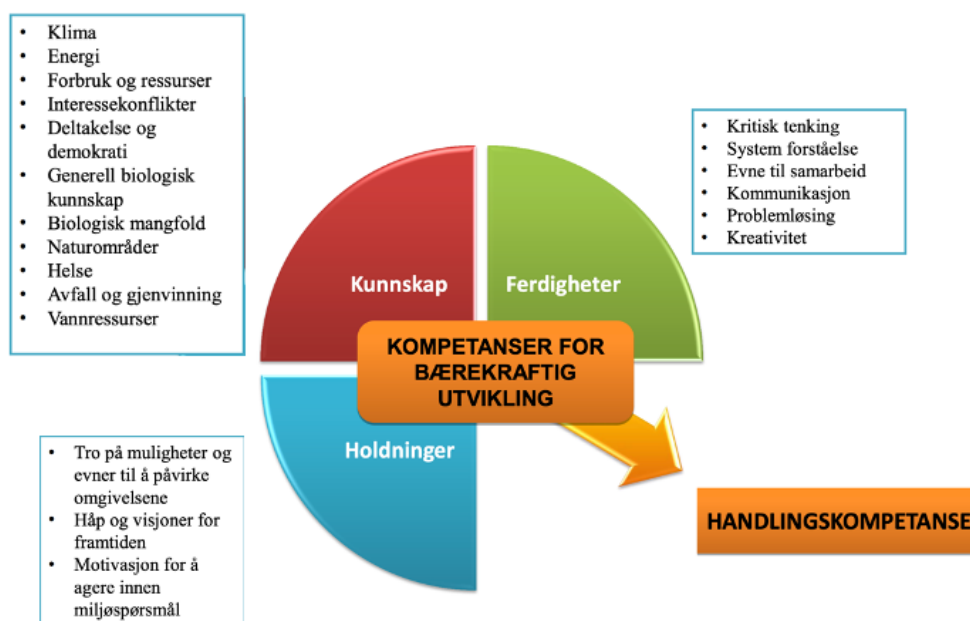 • Klima
• Energi
• Forbruk og ressurser
• Interessekonflikter
• Deltakelse og
demokrati
• Generell biologisk
kunnskap
• Biologisk mangfold
• Naturområder
• Helse
• Avfall og gjenvinning
• Vannressurser
• Kritisk tenking
• System forståelse
• Evne til samarbeid
• Kommunikasjon
• Problemløsing
• Kreativitet
Kunnskap
Ferdigheter
KOMPETANSER FOR
BÆREKRAFTIG
UTVIKLING
Holdninger
• Tro på muligheter og
evner til å påvirke
omgivelsene
• Håp og visjoner for
framtiden
• Motivasjon for å
agere innen
miljøspørsmål
HANDLINGSKOMPETANSE